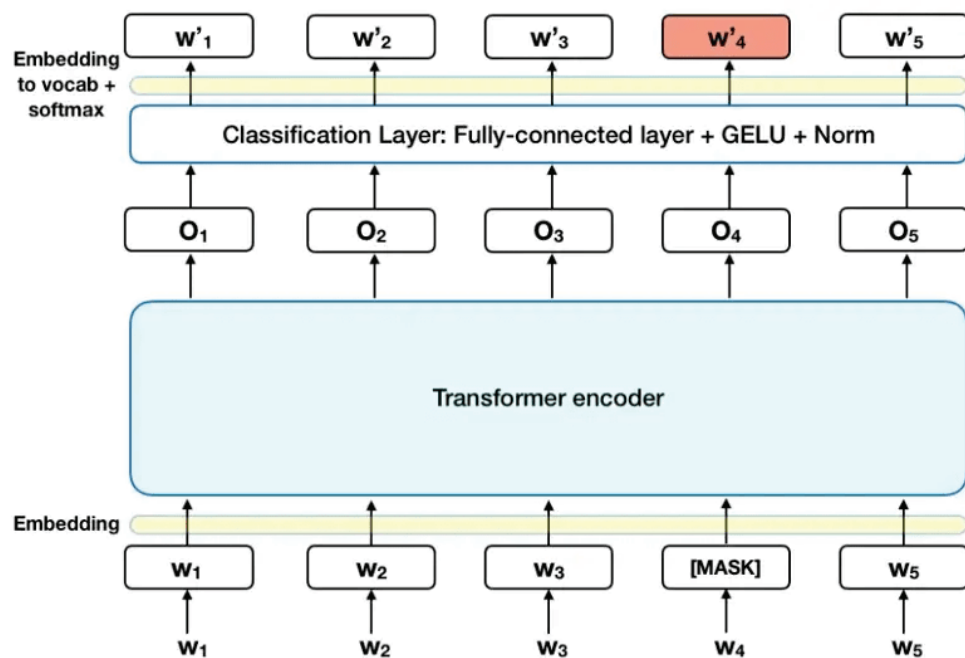 w'₁ w'₂ w'₃ w'₄ w'₅
Embedding
to vocab +
softmax
Classification Layer: Fully-connected layer + GELU + Norm
O₁ O₂ O₃ O₄ O₅
Transformer encoder
Embedding
w₁ w₂ w₃ [MASK] w₅
w₁ w₂ w₃ w₄ w₅